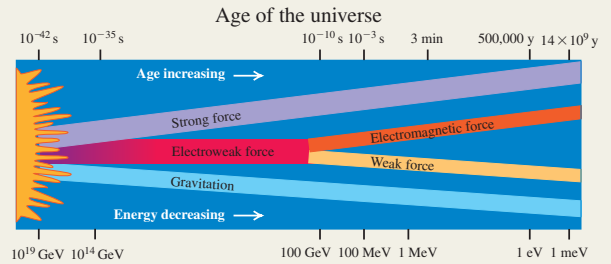 Age of the universe
10⁻⁴² s 10⁻³⁵ s 10⁻¹⁰ s 10⁻³ s 3 min 500,000 y 14 × 10⁹ y
Age increasing →
Strong force
Electromagnetic force
Electroweak force
Weak force
Gravitation
Energy decreasing →
10¹⁹ GeV 10¹⁴ GeV 100 GeV 100 MeV 1 MeV 1 eV 1 meV